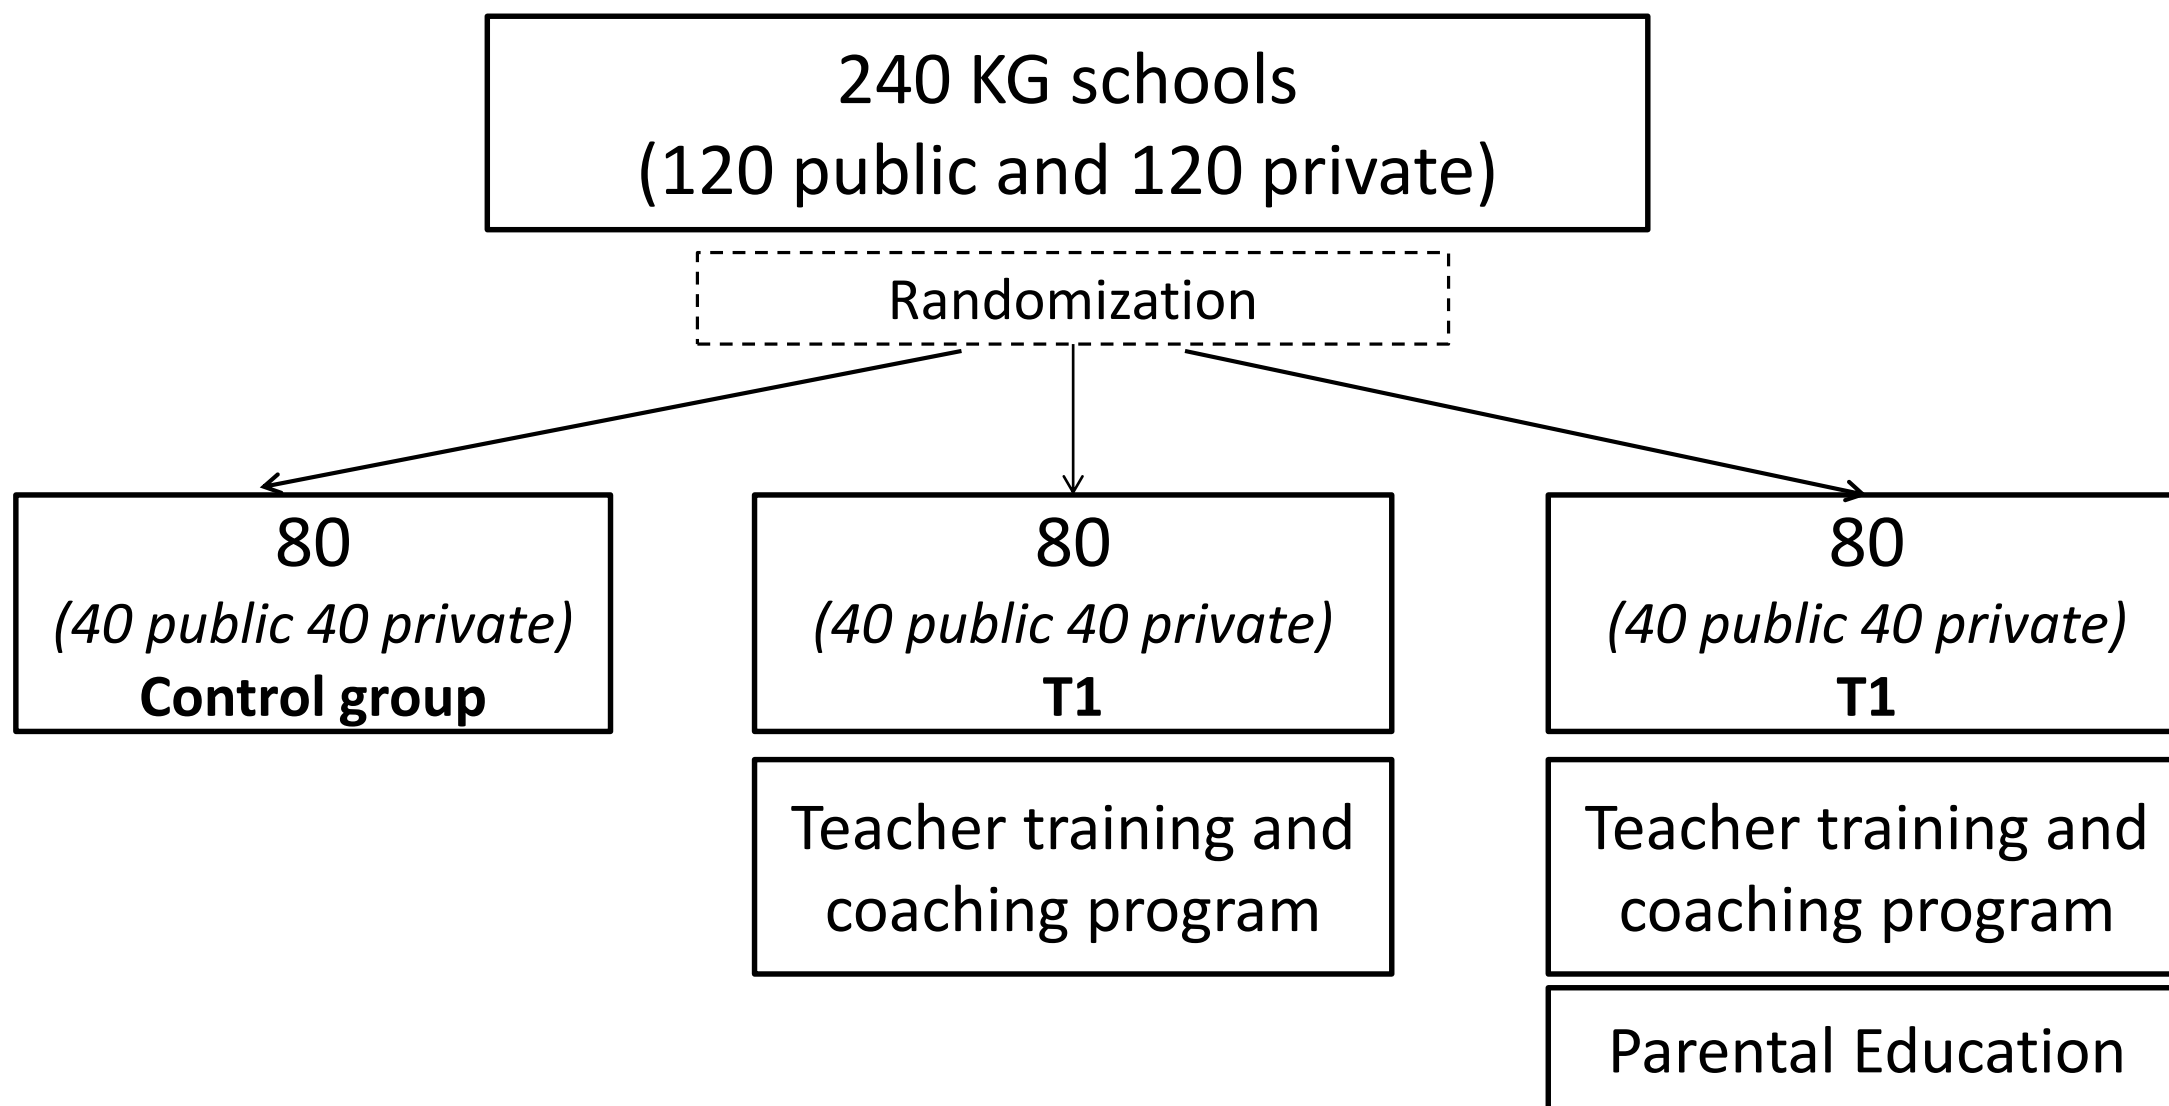 240 KG schools
(120 public and 120 private)
Randomization
80
(40 public 40 private)
Control group
80
(40 public 40 private)
T1
80
(40 public 40 private)
T1
Teacher training and
coaching program
Teacher training and
coaching program
Parental Education